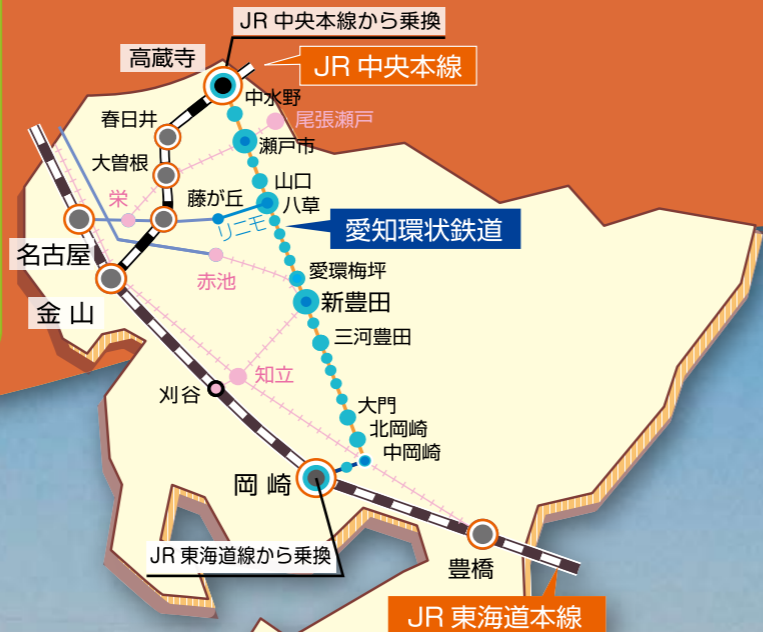 JR 中央本線から乗換
高蔵寺
JR 中央本線
中水野
春日井
尾張瀬戸
瀬戸市
大曽根
山口
栄
藤が丘
八草
リニモ
愛知環状鉄道
名古屋
赤池
愛環梅坪
金山
新豊田
三河豊田
知立
刈谷
大門
北岡崎
中岡崎
岡崎
JR 東海道線から乗換
豊橋
JR 東海道本線